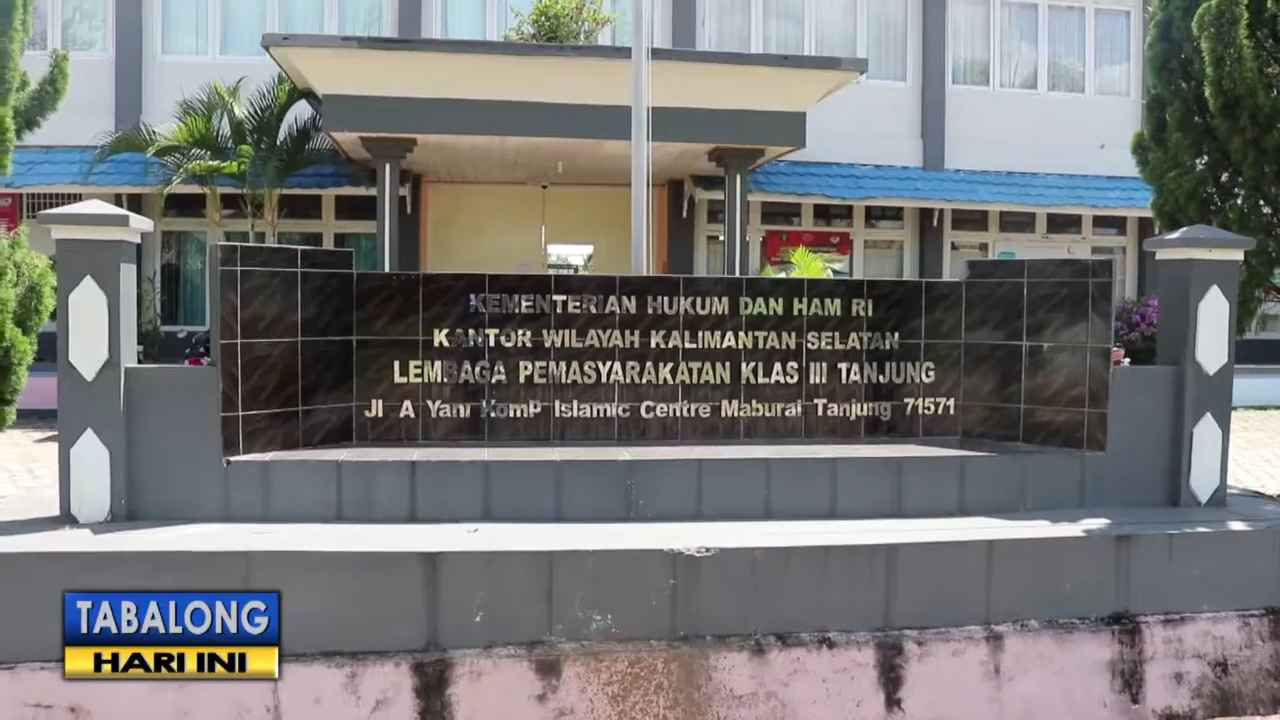 KEMENTERIAN HUKUM DAN HAM RI
KANTOR WILAYAH KALIMANTAN SELATAN
LEMBAGA PEMASYARAKATAN KLAS III TANJUNG
Jl A Yani KomP Islamic Centre Maburai Tanjung 71571
TABALONG
HARI INI